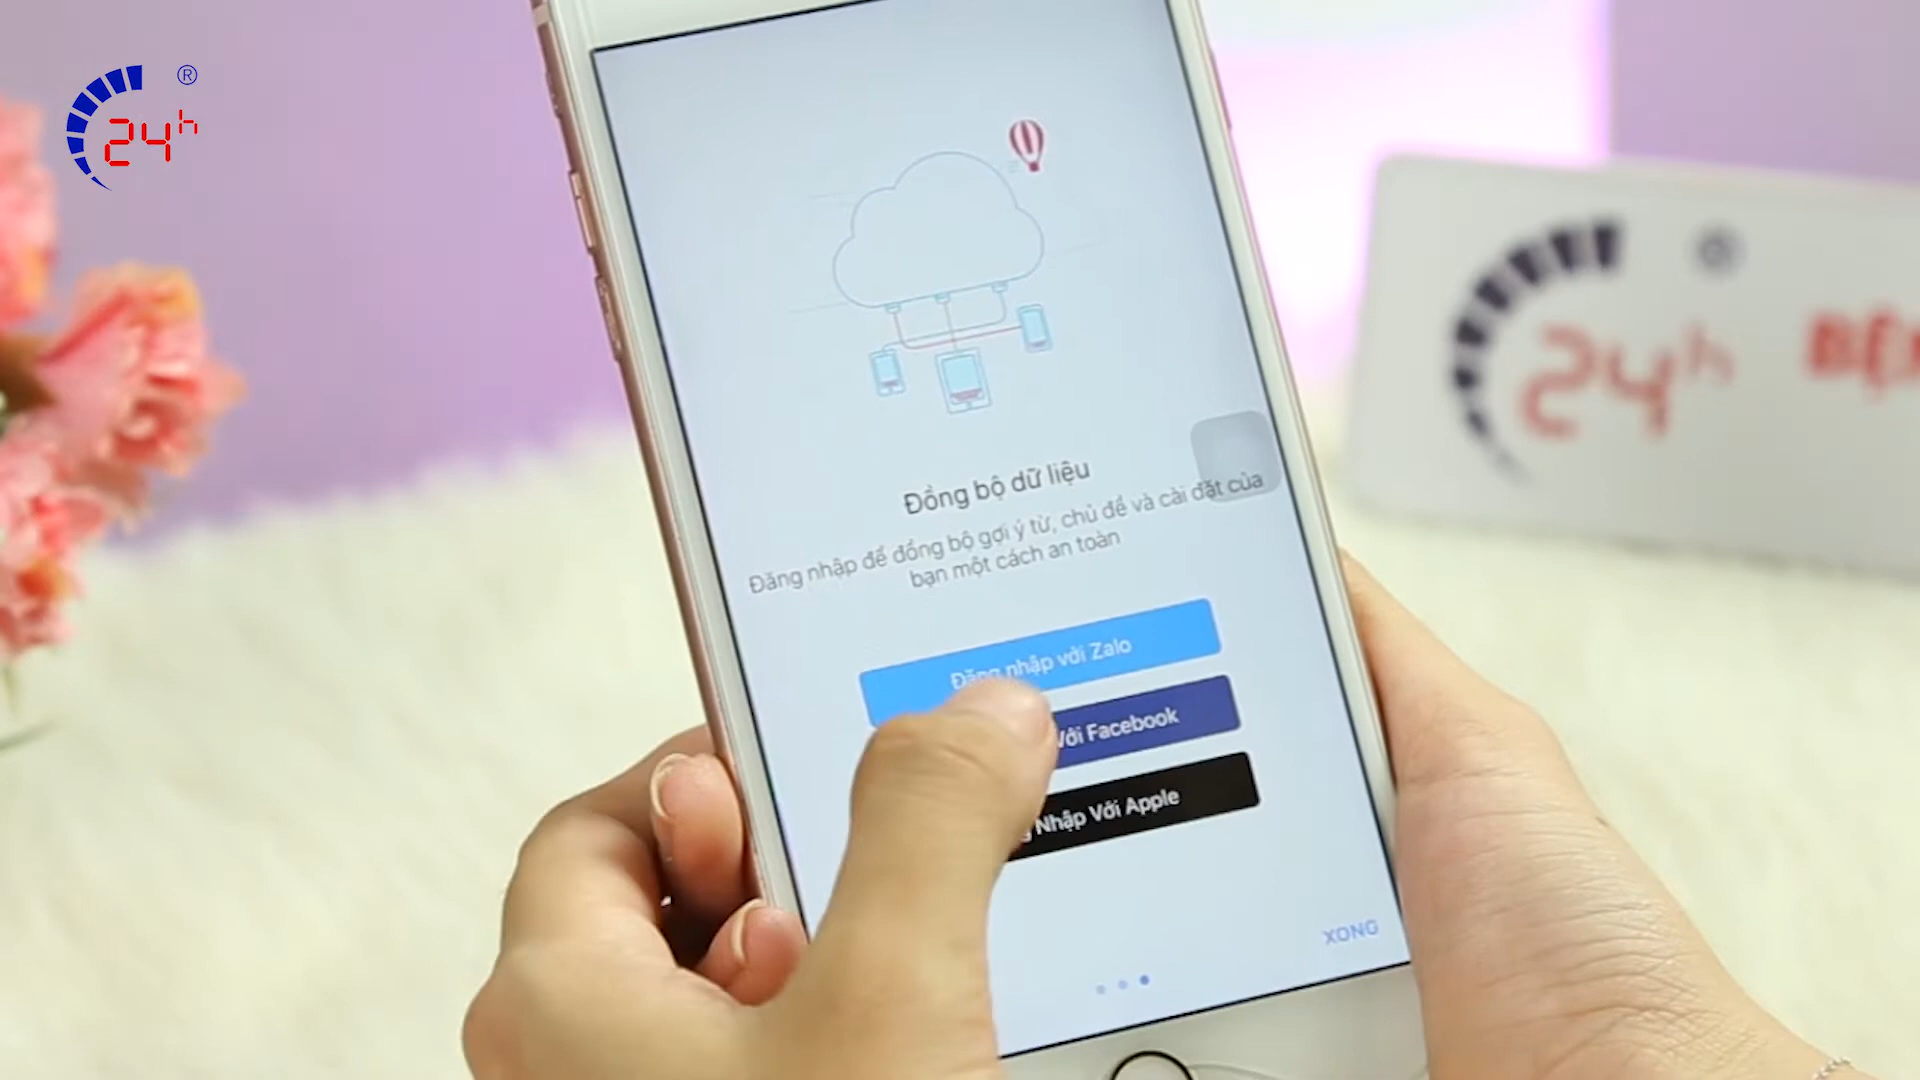 24h ®
Đồng bộ dữ liệu
Đăng nhập để đồng bộ gợi ý từ, chủ đề và cài đặt của
bạn một cách an toàn
Đăng nhập với Zalo
Với Facebook
Nhập Với Apple
XONG
24h